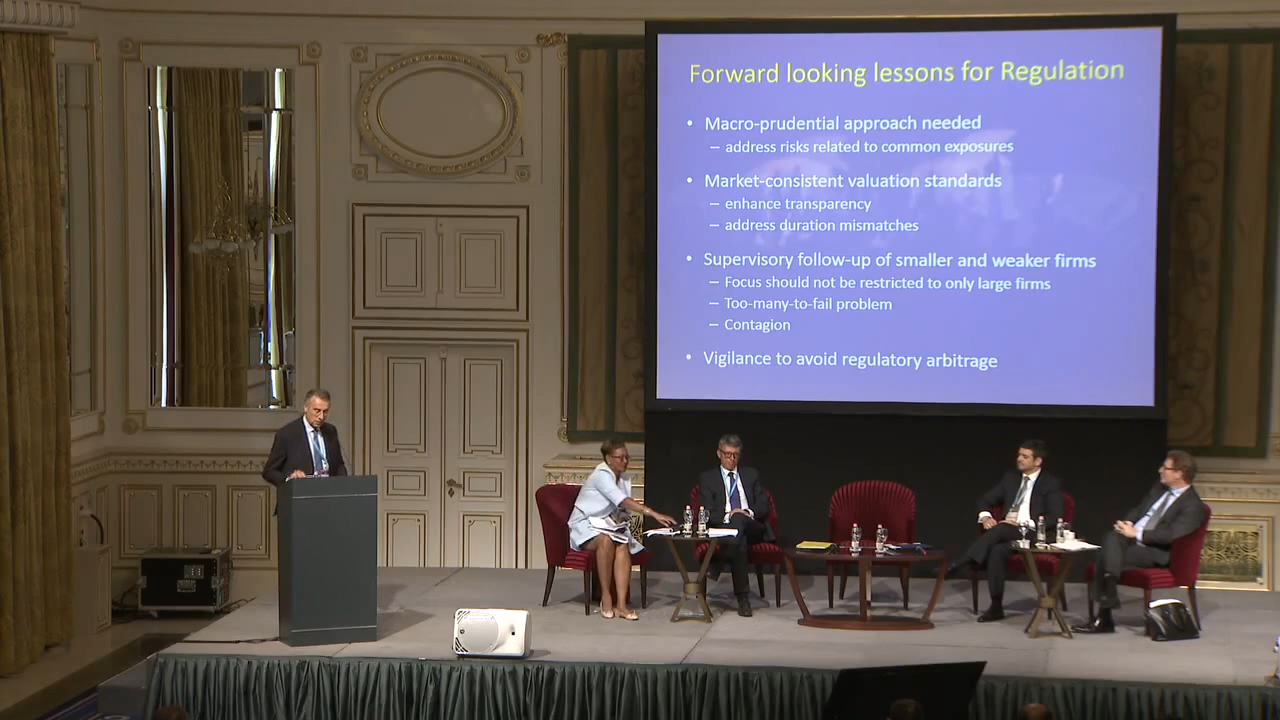 Forward looking lessons for Regulation
• Macro-prudential approach needed
– address risks related to common exposures
• Market-consistent valuation standards
– enhance transparency
– address duration mismatches
• Supervisory follow-up of smaller and weaker firms
– Focus should not be restricted to only large firms
– Too-many-to-fail problem
– Contagion
• Vigilance to avoid regulatory arbitrage